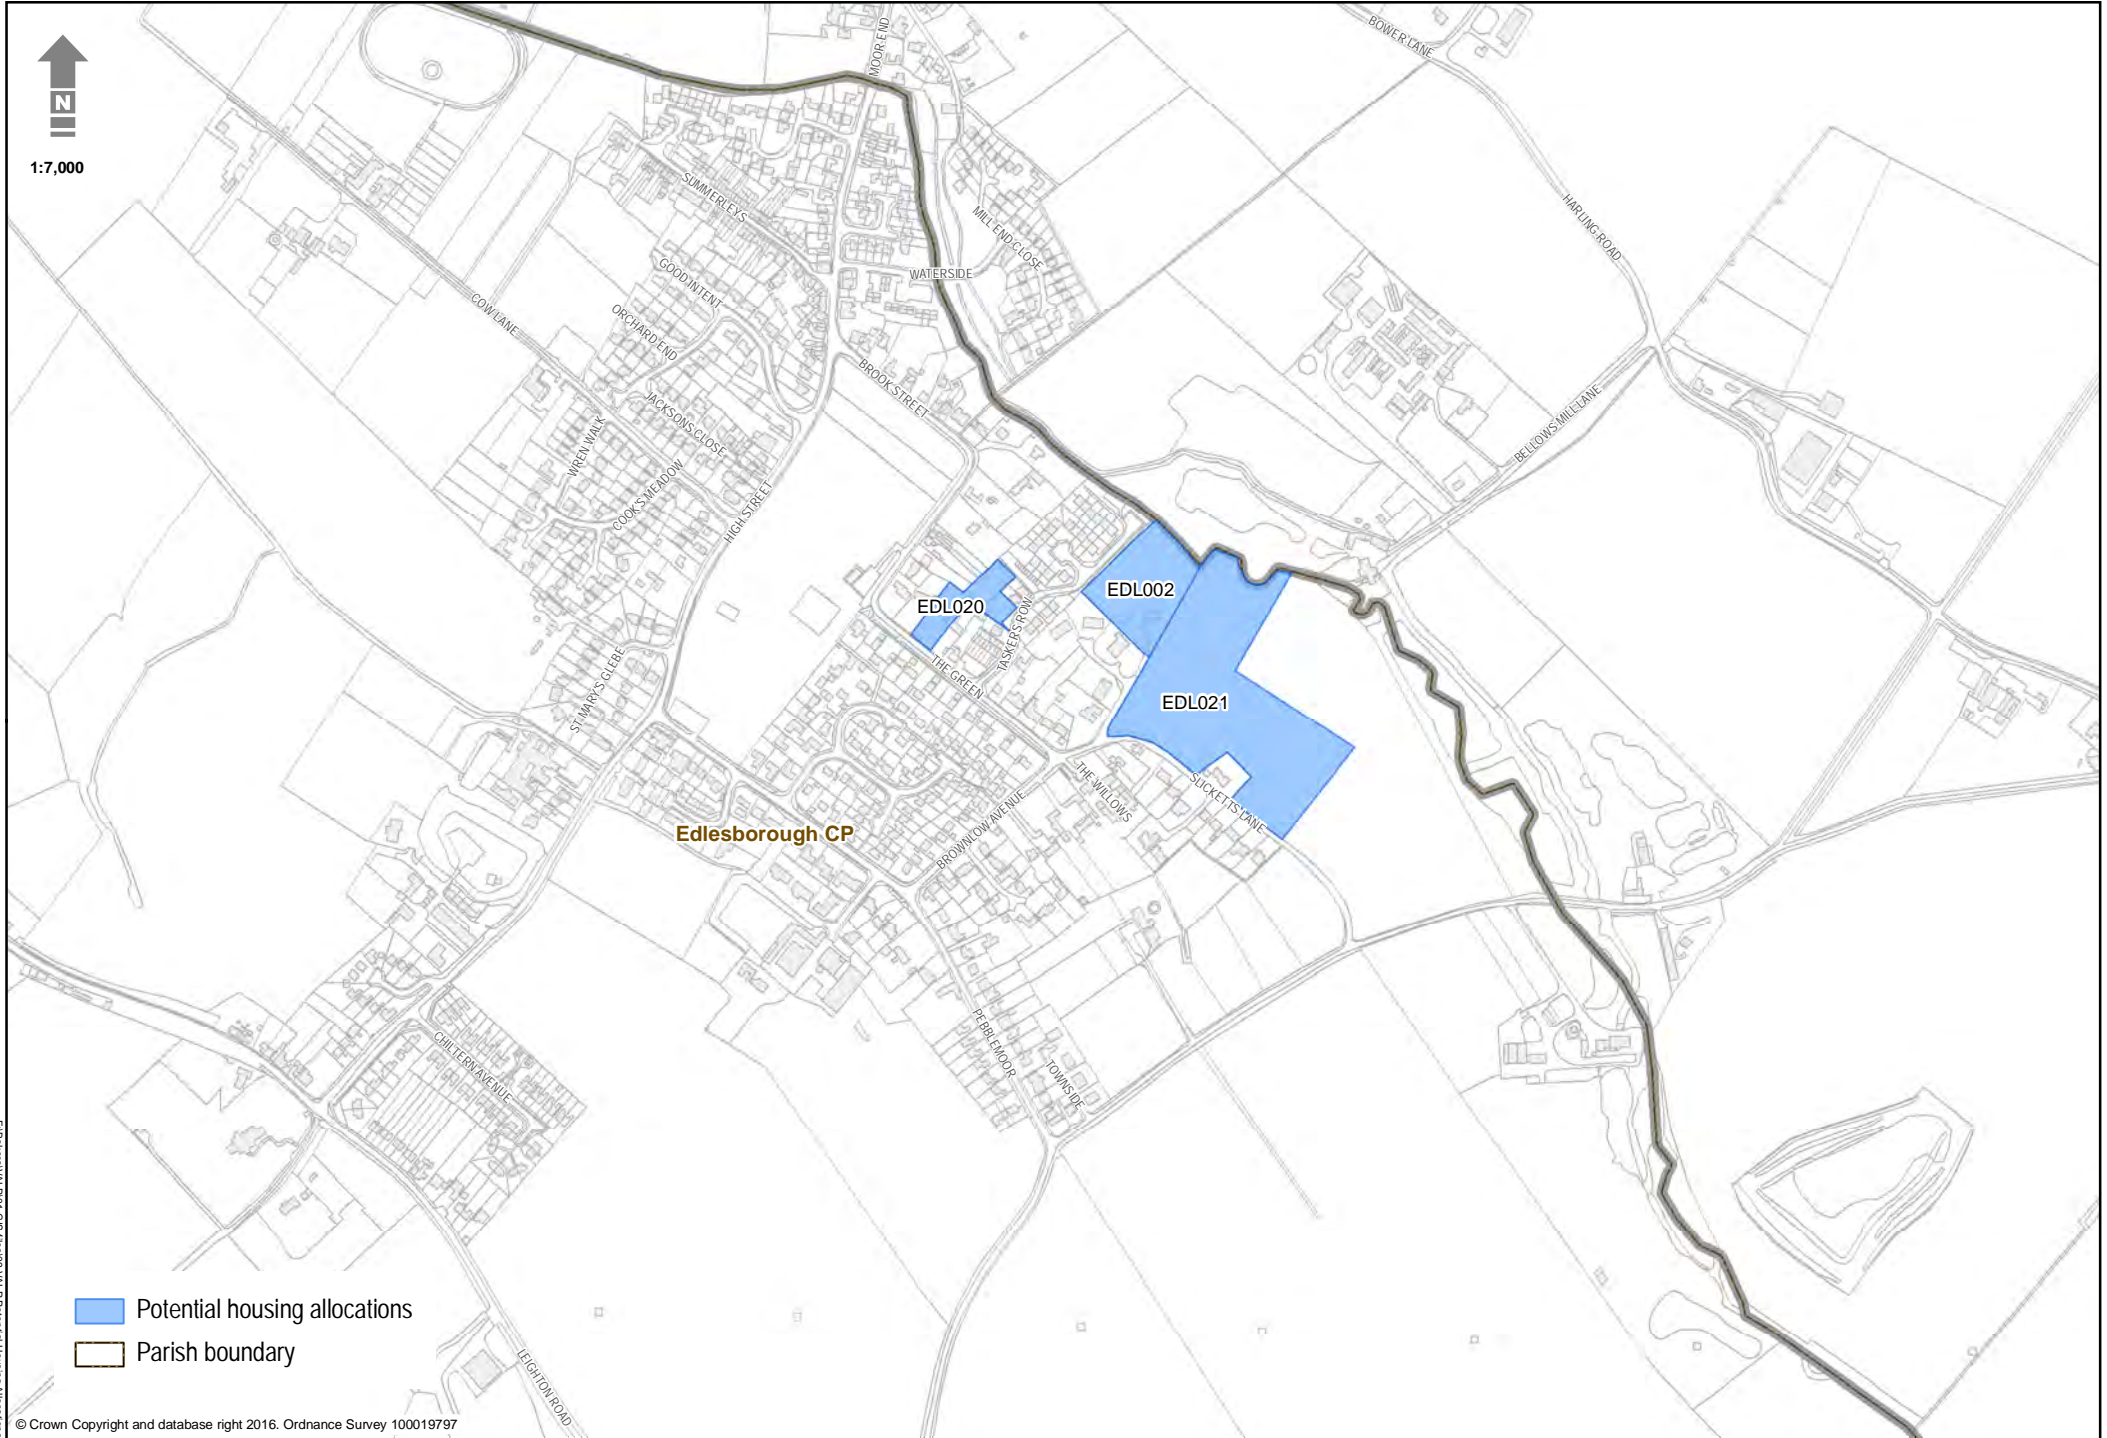 N
1:7,000
MOOR END
BOWER LANE
SUMMERLEYS
MILL END CLOSE
HARLING ROAD
WATERSIDE
GOOD INTENT
COW LANE
ORCHARD END
BROOK STREET
JACKSONS CLOSE
WREN WALK
BELLOWS MILL LANE
COOK'S MEADOW
HIGH STREET
EDL002
EDL020
TASKERS ROW
THE GREEN
ST MARY'S GLEBE
EDL021
THE WILLOWS
SLICKETTS LANE
Edlesborough CP
BROWNLOW AVENUE
PEBBLEMOOR
CHILTERN AVENUE
TOWNSIDE
Potential housing allocations
Parish boundary
LEIGHTON ROAD
© Crown Copyright and database right 2016. Ordnance Survey 100019797